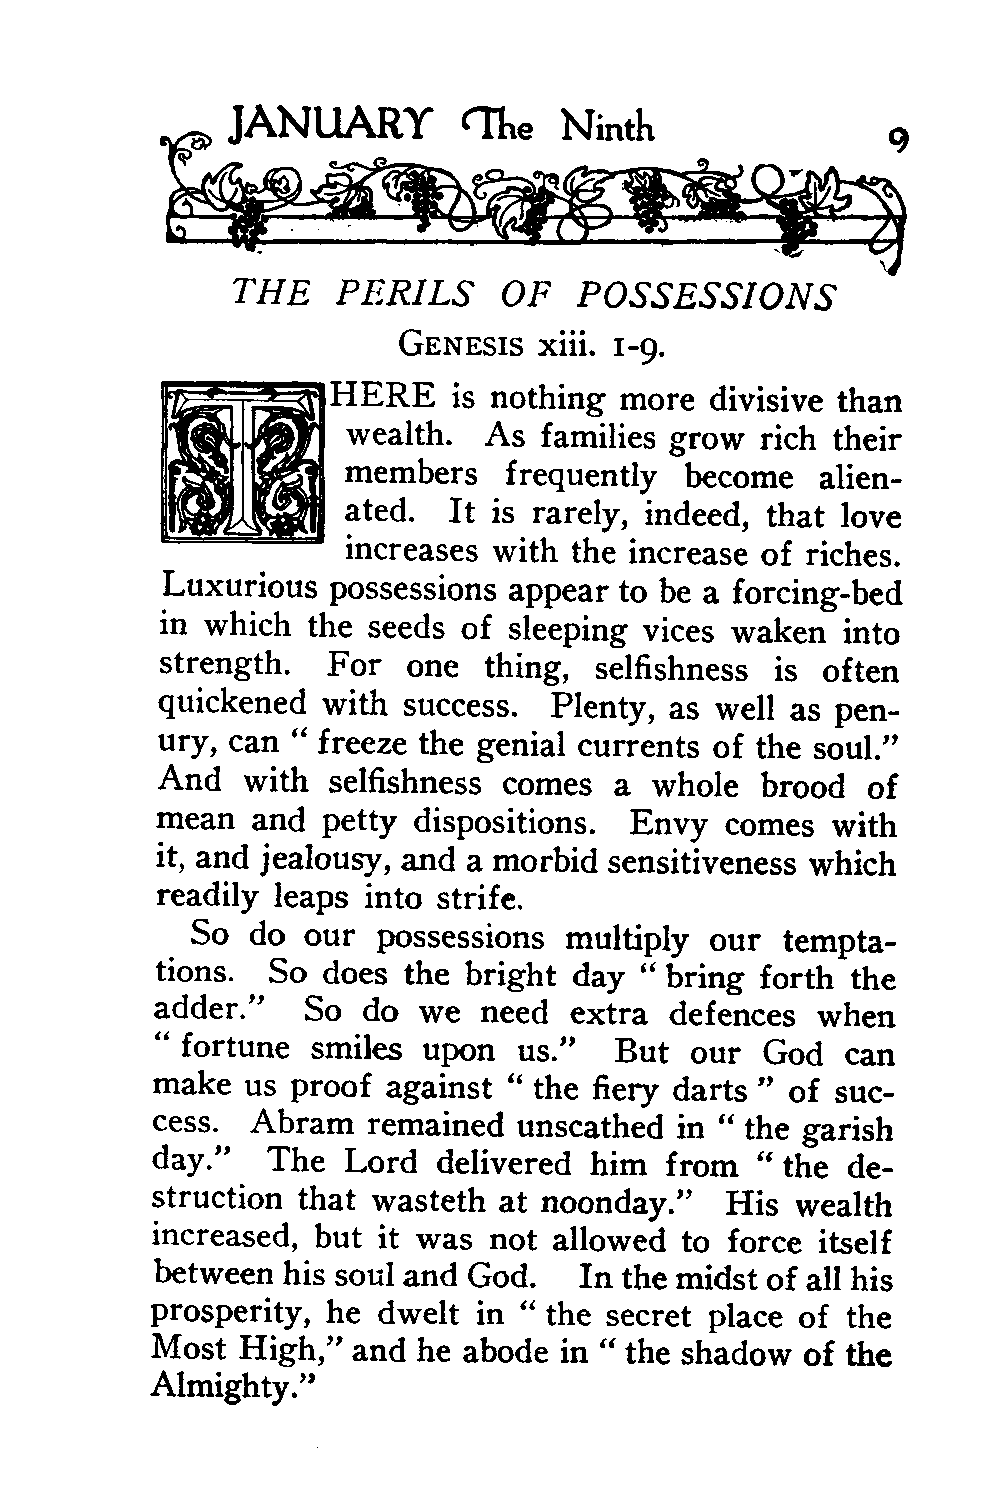 JANUARY The Ninth 9
THE PERILS OF POSSESSIONS
GENESIS xiii. 1-9.
THERE is nothing more divisive than
wealth. As families grow rich their
members frequently become alien-
ated. It is rarely, indeed, that love
increases with the increase of riches.
Luxurious possessions appear to be a forcing-bed
in which the seeds of sleeping vices waken into
strength. For one thing, selfishness is often
quickened with success. Plenty, as well as pen-
ury, can “ freeze the genial currents of the soul.”
And with selfishness comes a whole brood of
mean and petty dispositions. Envy comes with
it, and jealousy, and a morbid sensitiveness which
readily leaps into strife.
So do our possessions multiply our tempta-
tions. So does the bright day “ bring forth the
adder.” So do we need extra defences when
“ fortune smiles upon us.” But our God can
make us proof against “ the fiery darts ” of suc-
cess. Abram remained unscathed in “ the garish
day.” The Lord delivered him from “ the de-
struction that wasteth at noonday.” His wealth
increased, but it was not allowed to force itself
between his soul and God. In the midst of all his
prosperity, he dwelt in “ the secret place of the
Most High,” and he abode in “ the shadow of the
Almighty.”